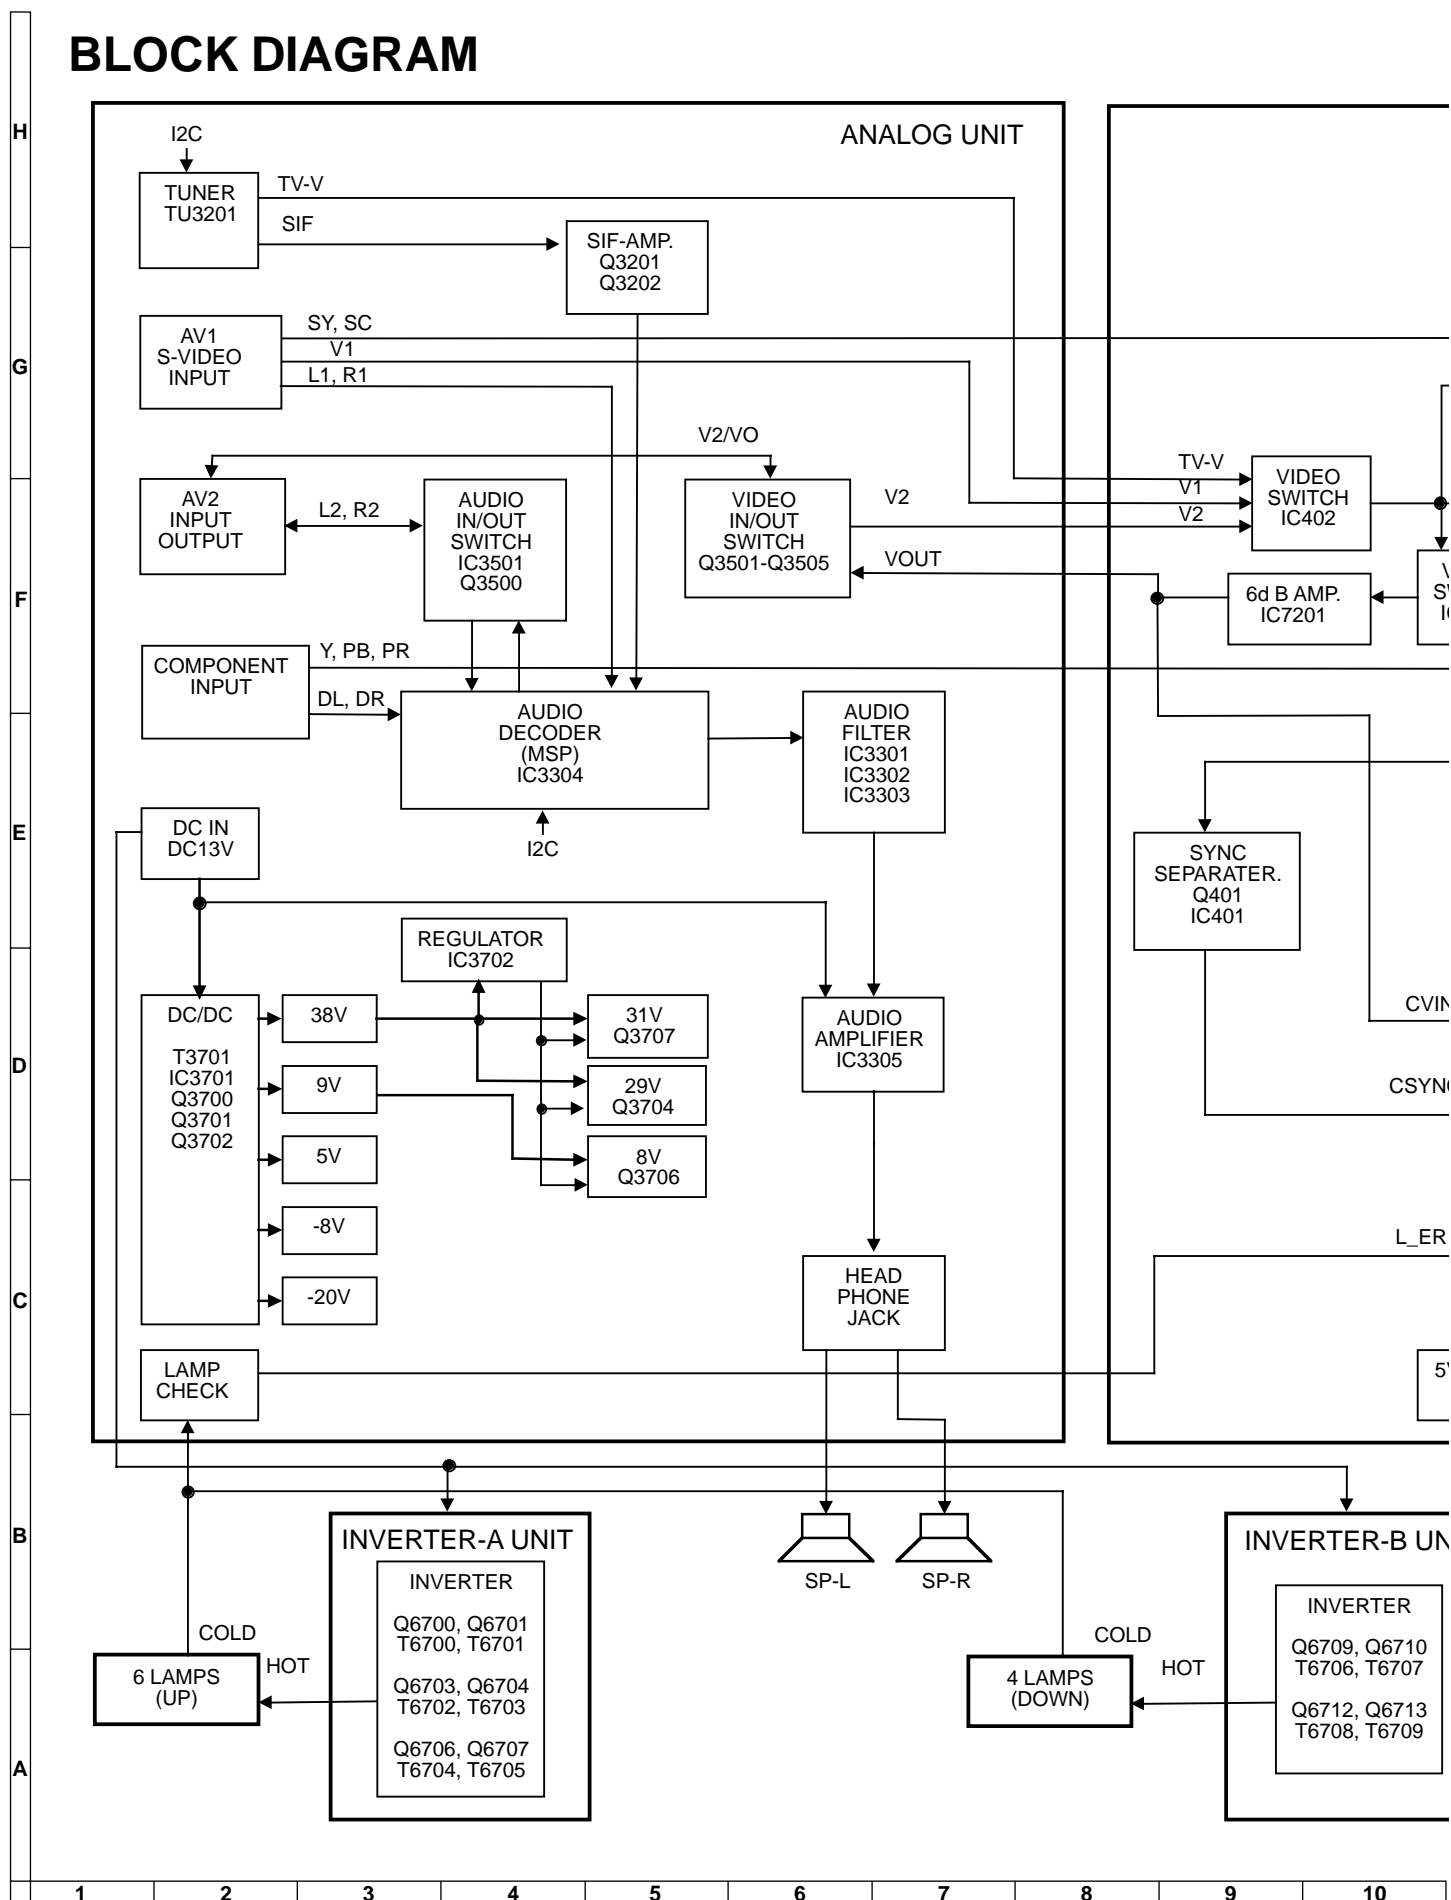 BLOCK DIAGRAM
H
G
F
E
D
C
B
A
ANALOG UNIT
I2C
TUNER
TU3201
TV-V
SIF
SIF-AMP.
Q3201
Q3202
AV1
S-VIDEO
INPUT
SY, SC
V1
L1, R1
V2/VO
AV2
INPUT
OUTPUT
L2, R2
AUDIO
IN/OUT
SWITCH
IC3501
Q3500
VIDEO
IN/OUT
SWITCH
Q3501-Q3505
V2
VOUT
TV-V
V1
V2
VIDEO
SWITCH
IC402
6d B AMP.
IC7201
COMPONENT
INPUT
Y, PB, PR
DL, DR
AUDIO
DECODER
(MSP)
IC3304
I2C
AUDIO
FILTER
IC3301
IC3302
IC3303
SYNC
SEPARATER.
Q401
IC401
DC IN
DC13V
REGULATOR
IC3702
DC/DC
T3701
IC3701
Q3700
Q3701
Q3702
38V
9V
5V
-8V
-20V
31V
Q3707
29V
Q3704
8V
Q3706
AUDIO
AMPLIFIER
IC3305
CVIN
CSYNC
L_ER
HEAD
PHONE
JACK
LAMP
CHECK
5V
INVERTER-A UNIT
INVERTER
Q6700, Q6701
T6700, T6701
Q6703, Q6704
T6702, T6703
Q6706, Q6707
T6704, T6705
SP-L
SP-R
INVERTER-B UN
INVERTER
Q6709, Q6710
T6706, T6707
Q6712, Q6713
T6708, T6709
COLD
HOT
6 LAMPS
(UP)
COLD
HOT
4 LAMPS
(DOWN)
1 2 3 4 5 6 7 8 9 10